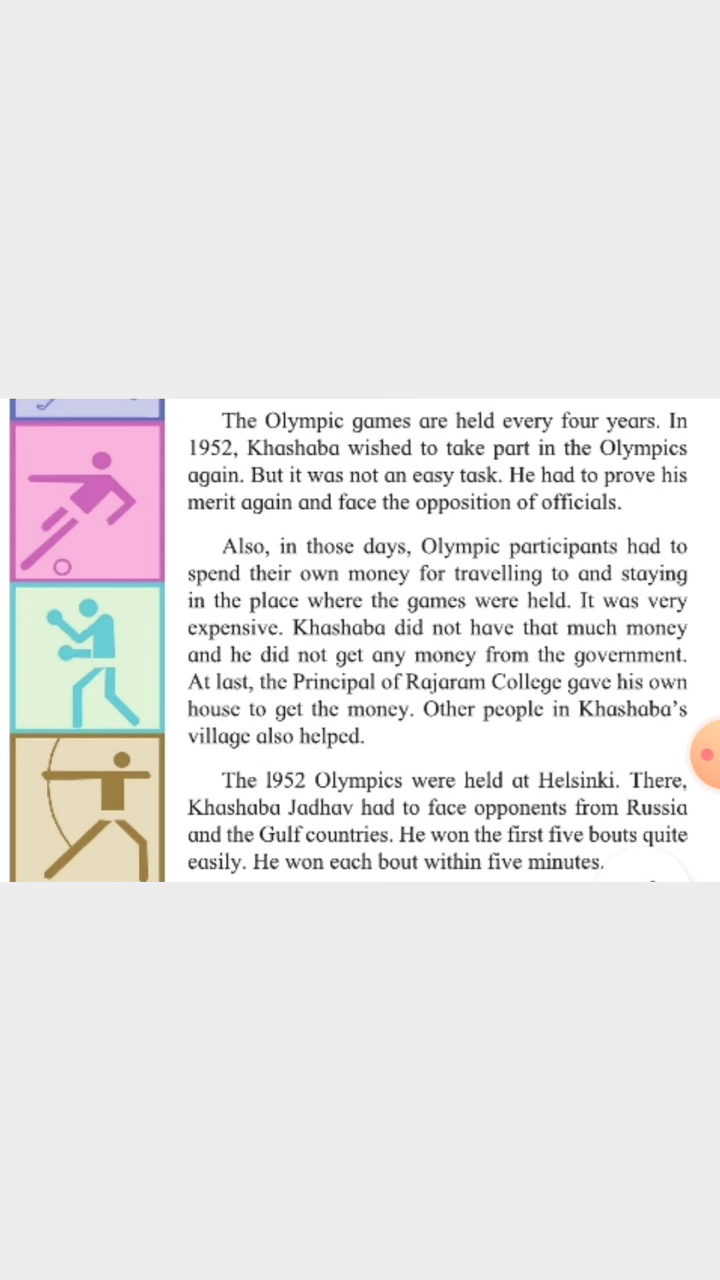 The Olympic games are held every four years. In
1952, Khashaba wished to take part in the Olympics
again. But it was not an easy task. He had to prove his
merit again and face the opposition of officials.
Also, in those days, Olympic participants had to
spend their own money for travelling to and staying
in the place where the games were held. It was very
expensive. Khashaba did not have that much money
and he did not get any money from the government.
At last, the Principal of Rajaram College gave his own
house to get the money. Other people in Khashaba's
village also helped.
The 1952 Olympics were held at Helsinki. There,
Khashaba Jadhav had to face opponents from Russia
and the Gulf countries. He won the first five bouts quite
easily. He won each bout within five minutes.